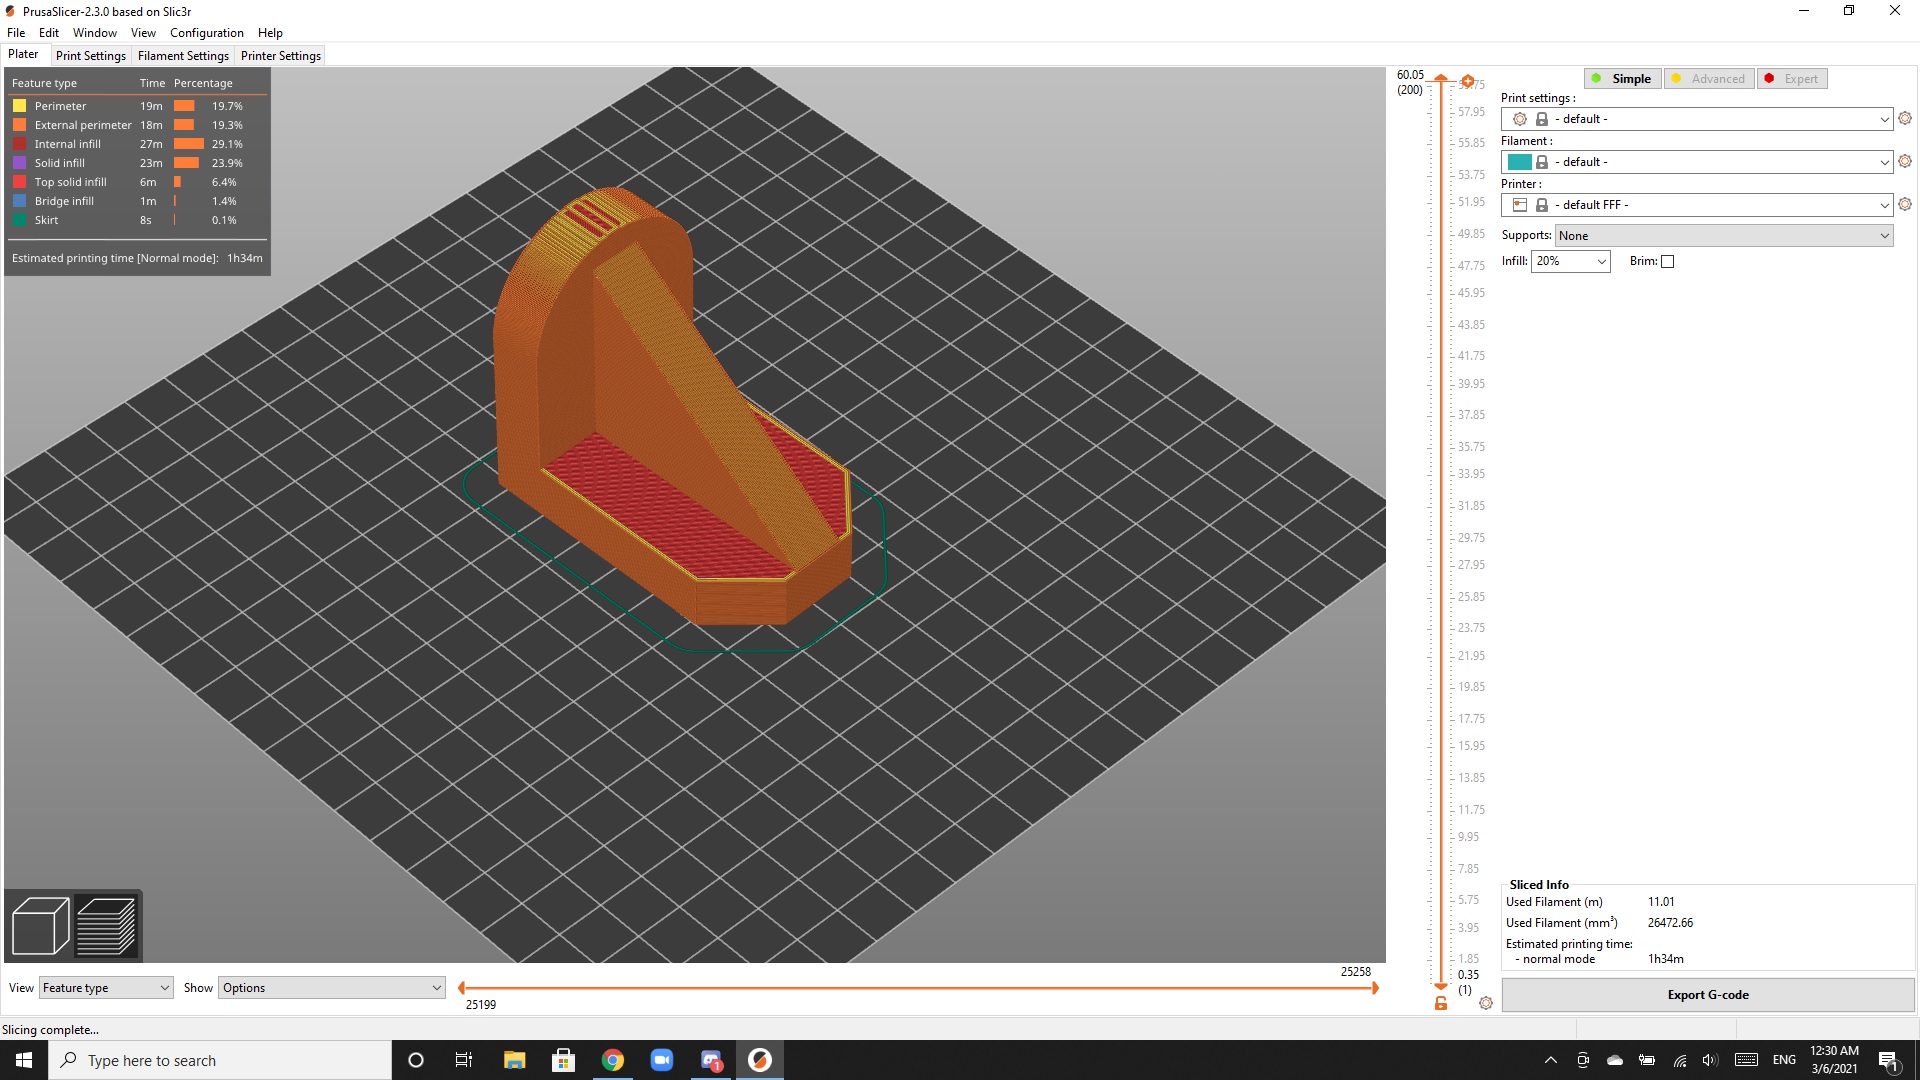 PrusaSlicer-2.3.0 based on Slic3r
File Edit Window View Configuration Help
Plater Print Settings Filament Settings Printer Settings
Feature type Time Percentage
Perimeter 19m 19.7%
External perimeter 18m 19.3%
Internal infill 27m 29.1%
Solid infill 23m 23.9%
Top solid infill 6m 6.4%
Bridge infill 1m 1.4%
Skirt 8s 0.1%
Estimated printing time [Normal mode]: 1h34m
60.05
(200)
57.95
55.85
53.75
51.95
49.85
47.75
45.95
43.85
41.75
39.95
37.85
35.75
33.95
31.85
29.75
27.95
25.85
23.75
21.95
19.85
17.75
15.95
13.85
11.75
9.95
7.85
5.75
3.95
1.85
0.35
(1)
Simple Advanced Expert
Print settings :
- default -
Filament :
- default -
Printer :
- default FFF -
Supports: None
Infill: 20% Brim:
Sliced Info
Used Filament (m) 11.01
Used Filament (mm³) 26472.66
Estimated printing time:
- normal mode 1h34m
Export G-code
View Feature type Show Options
25258
25199
Slicing complete...
Type here to search
1
ENG
12:30 AM
3/6/2021
1